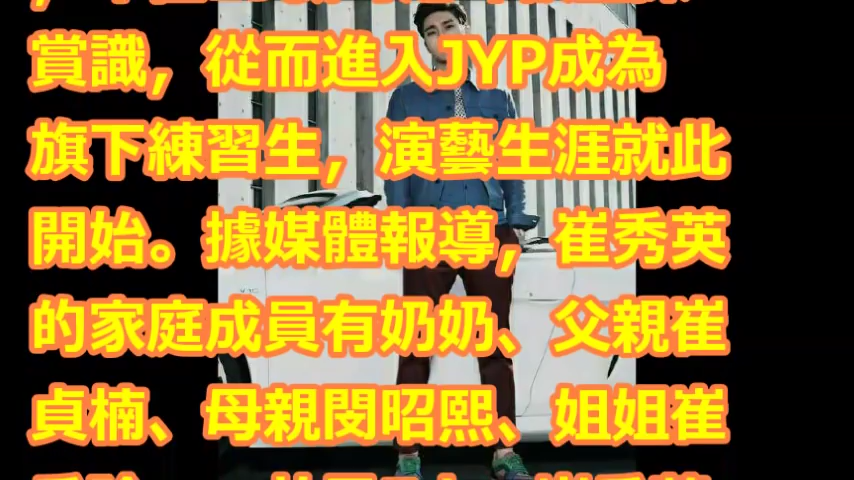 賞識，從而進入JYP成為
旗下練習生，演藝生涯就此
開始。據媒體報導，崔秀英
的家庭成員有奶奶、父親崔
貞楠、母親閔昭熙、姐姐崔